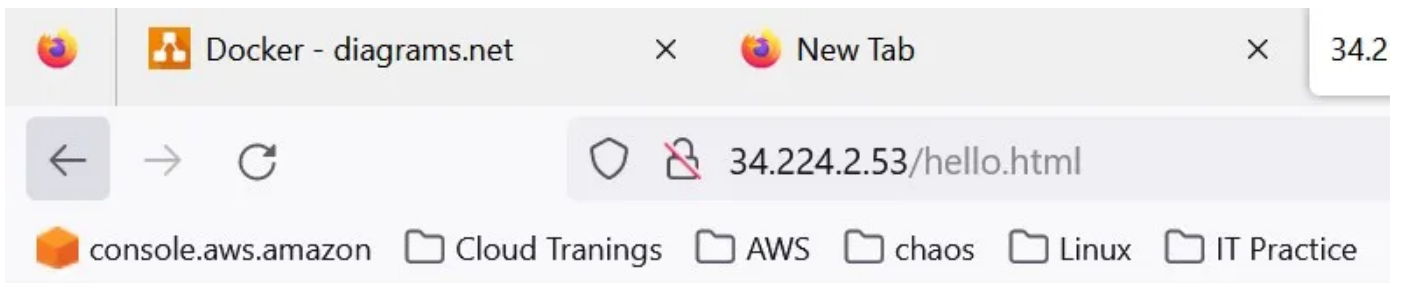 Docker - diagrams.net New Tab 34.2
34.224.2.53/hello.html
console.aws.amazon Cloud Tranings AWS chaos Linux IT Practice